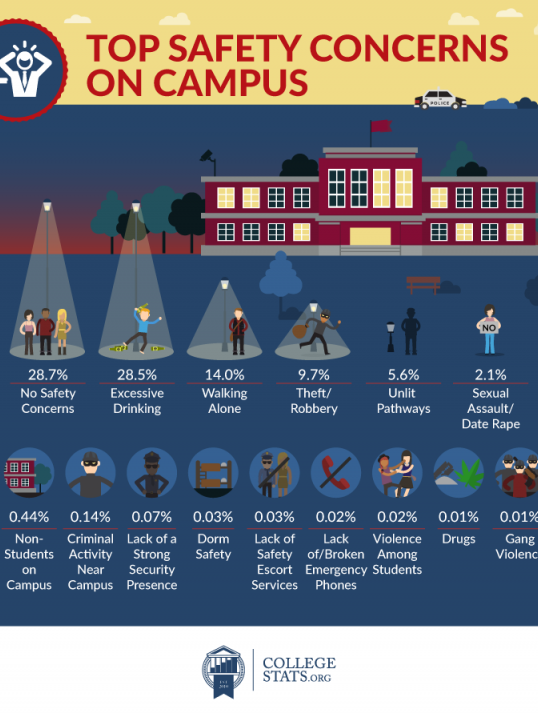 TOP SAFETY CONCERNS
ON CAMPUS
POLICE
NO
28.7%
No Safety
Concerns
28.5%
Excessive
Drinking
14.0%
Walking
Alone
9.7%
Theft/
Robbery
5.6%
Unlit
Pathways
2.1%
Sexual
Assault/
Date Rape
0.44%
Non-
Students
on
Campus
0.14%
Criminal
Activity
Near
Campus
0.07%
Lack of a
Strong
Security
Presence
0.03%
Dorm
Safety
0.03%
Lack of
Safety
Escort
Services
0.02%
Lack
of/Broken
Emergency
Phones
0.02%
Violence
Among
Students
0.01%
Drugs
0.01%
Gang
Violenc
COLLEGE
STATS.ORG